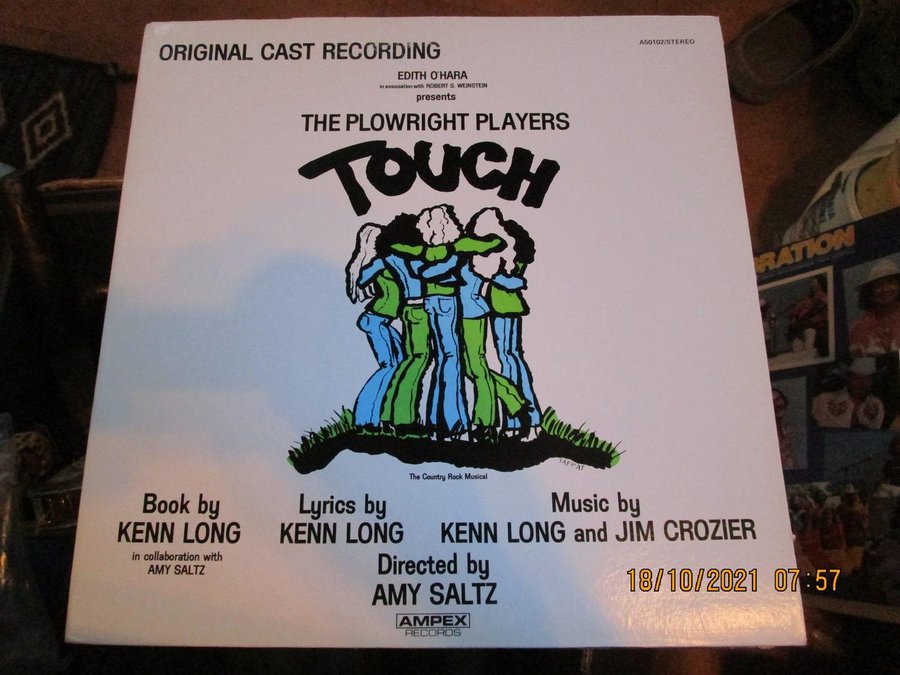 ORIGINAL CAST RECORDING
A50102/STEREO
EDITH O'HARA
in association with ROBERT S. WEINSTEIN
presents
THE PLOWRIGHT PLAYERS
TOUCH
The Country Rock Musical
Book by
KENN LONG
in collaboration with
AMY SALTZ
Lyrics by
KENN LONG
Music by
KENN LONG and JIM CROZIER
Directed by
AMY SALTZ
AMPEX
RECORDS
RATION
18/10/2021 07:57